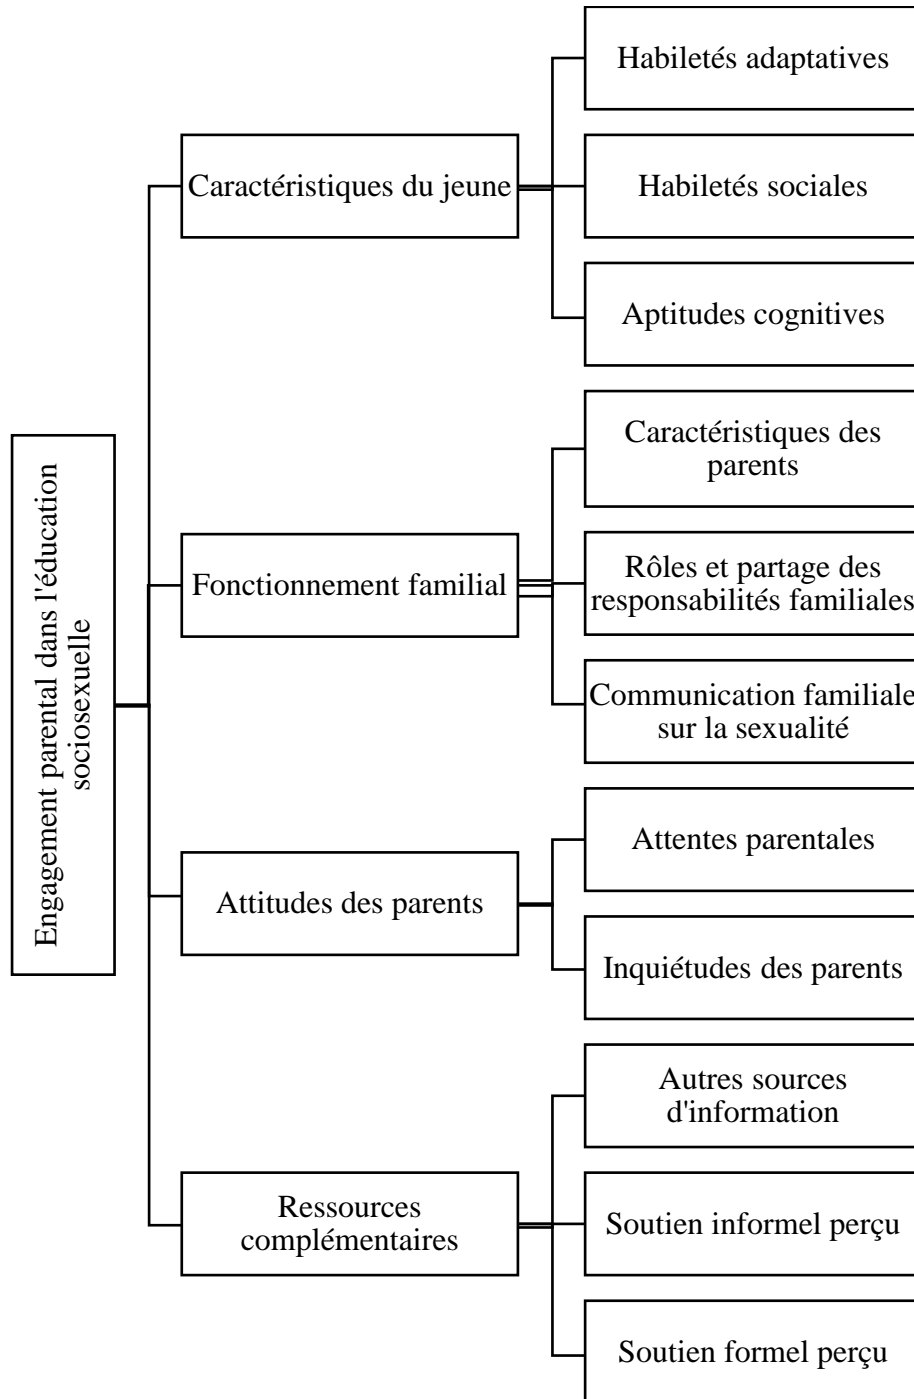 Engagement parental dans l'éducation
sociosexuelle
Caractéristiques du jeune
Habiletés adaptatives
Habiletés sociales
Aptitudes cognitives
Fonctionnement familial
Caractéristiques des
parents
Rôles et partage des
responsabilités familiales
Communication familiale
sur la sexualité
Attitudes des parents
Attentes parentales
Inquiétudes des parents
Ressources
complémentaires
Autres sources
d'information
Soutien informel perçu
Soutien formel perçu